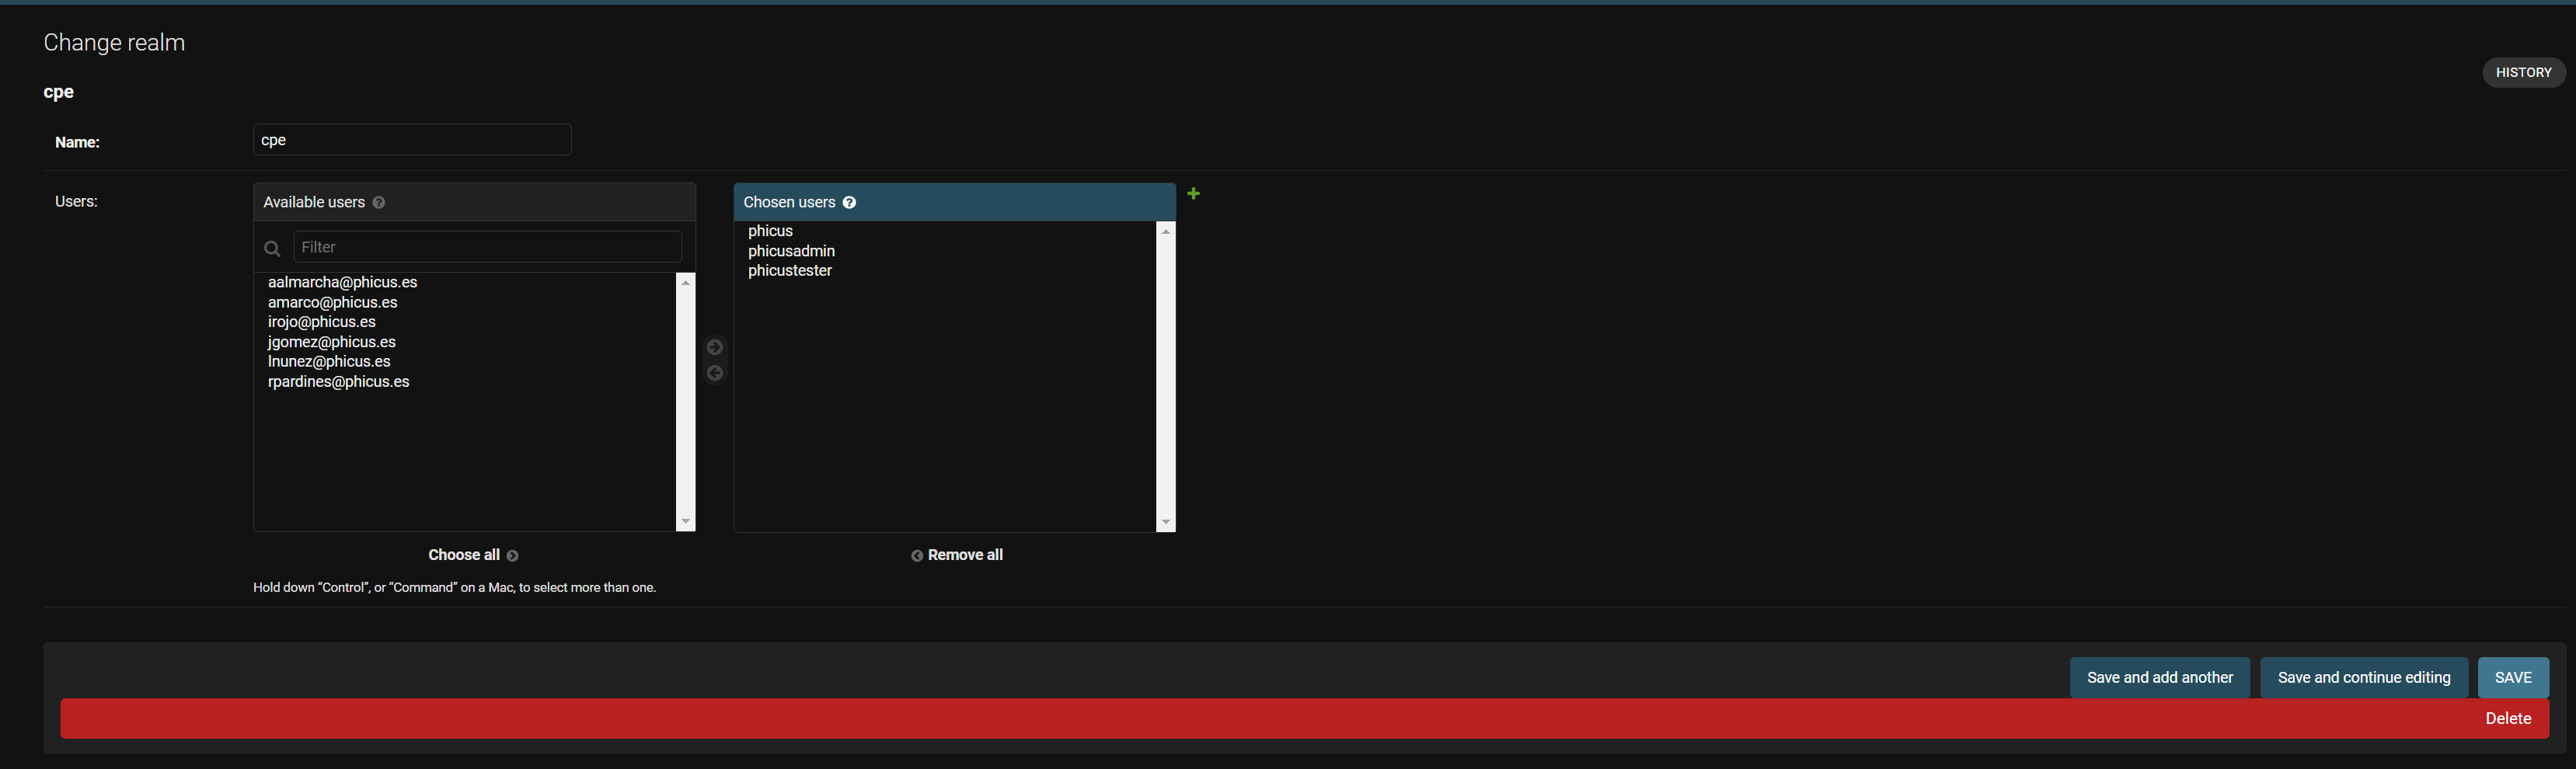 Change realm
HISTORY
cpe
Name:
cpe
Users:
Available users
Filter
aalmarcha@phicus.es
amarco@phicus.es
irojo@phicus.es
jgomez@phicus.es
lnunez@phicus.es
rpardines@phicus.es
Choose all
Chosen users
phicus
phicusadmin
phicustester
Remove all
Hold down “Control”, or “Command” on a Mac, to select more than one.
Save and add another
Save and continue editing
SAVE
Delete